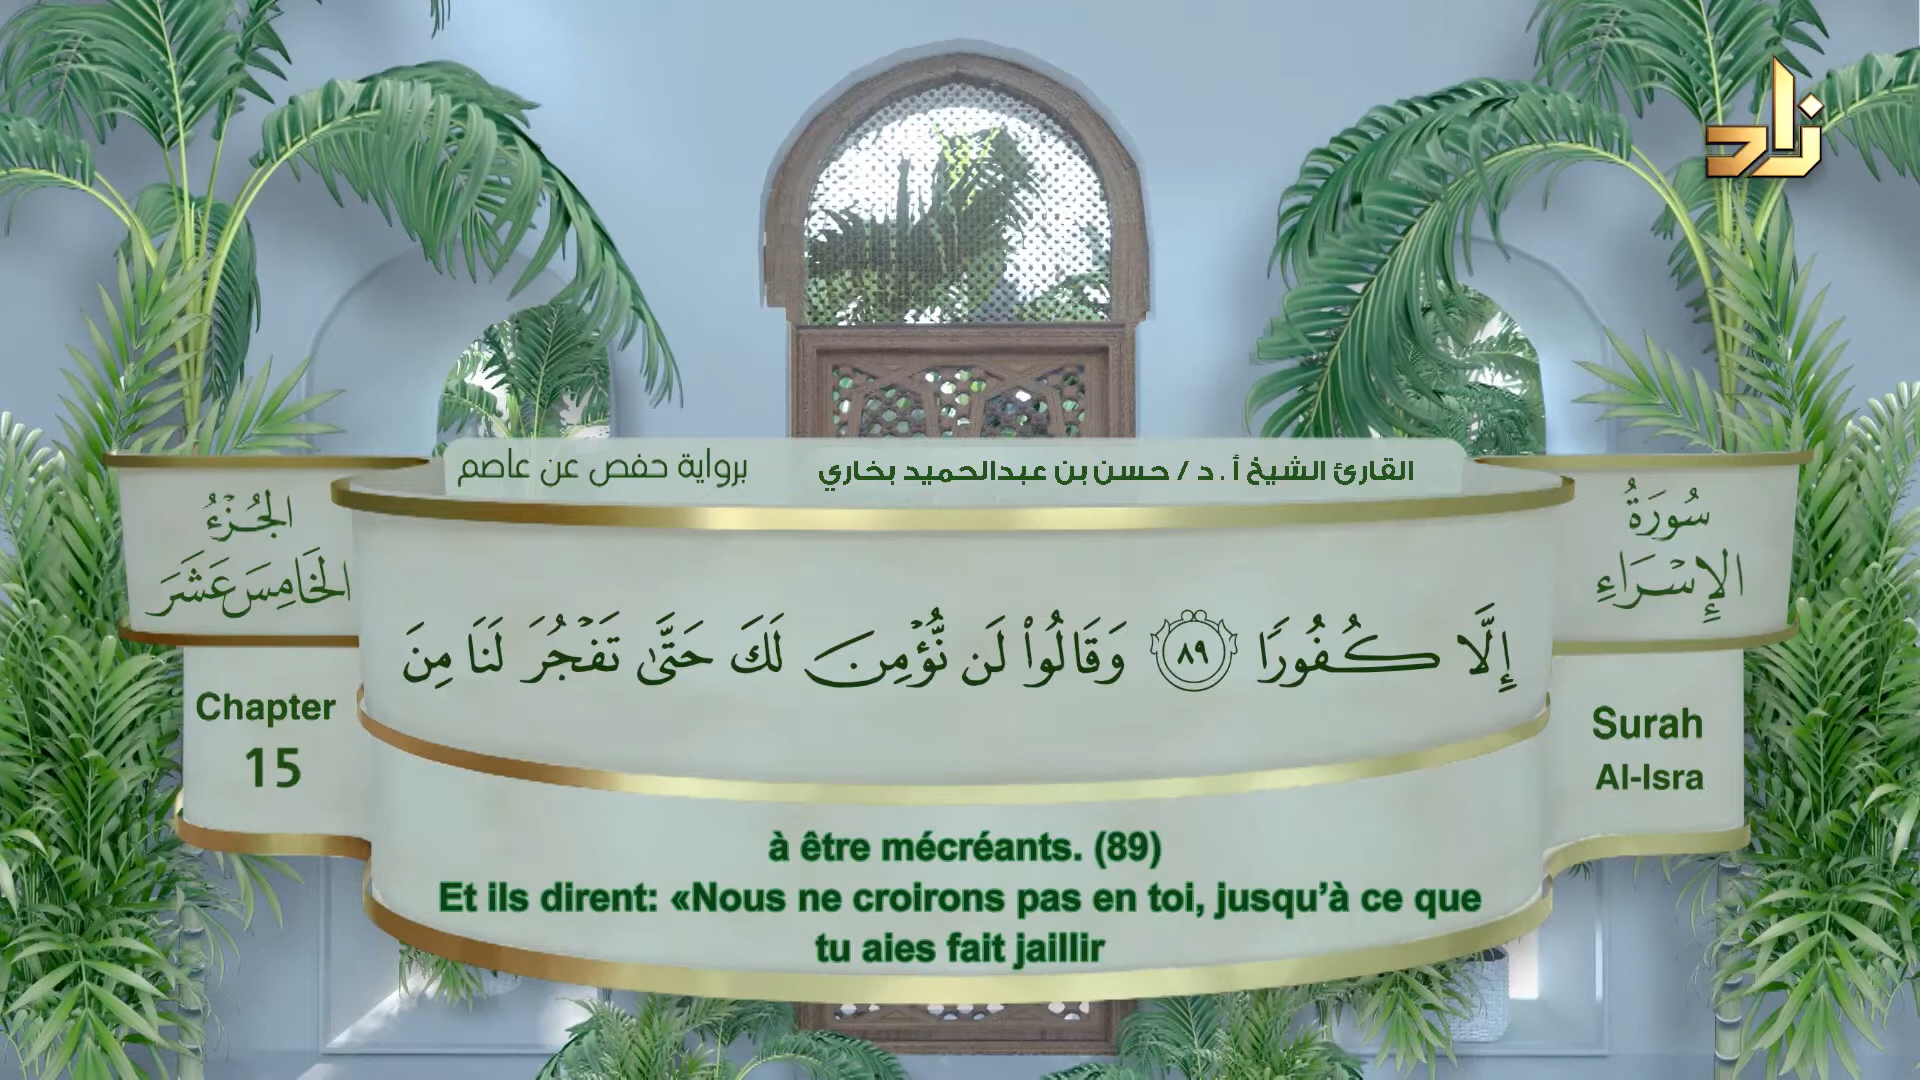 زاد
القارئ الشيخ أ . د / حسن بن عبدالحميد بخاري
برواية حفص عن عاصم
سُورَةُ
الإِسْرَاءِ
الجُزْءُ
الخَامِسَ عَشَرَ
إِلَّا كُفُورًا ٨٩ وَقَالُوا۟ لَن نُّؤْمِنَ لَكَ حَتَّىٰ تَفْجُرَ لَنَا مِنَ
Chapter
15
Surah
Al-Isra
à être mécréants. (89)
Et ils dirent: «Nous ne croirons pas en toi, jusqu’à ce que
tu aies fait jaillir